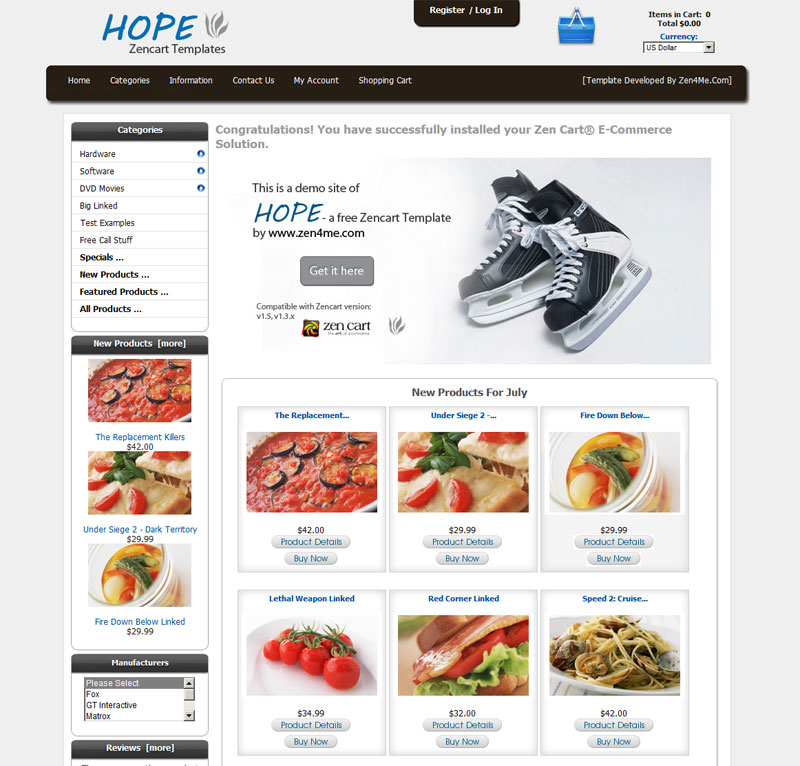 HOPE
Zencart Templates
Register / Log In
Items in Cart: 0
Total $0.00
Currency:
US Dollar
Home Categories Information Contact Us My Account Shopping Cart [Template Developed By Zen4Me.Com]
Categories
Hardware
Software
DVD Movies
Big Linked
Test Examples
Free Call Stuff
Specials ...
New Products ...
Featured Products ...
All Products ...
New Products [more]
The Replacement Killers
$42.00
Under Siege 2 - Dark Territory
$29.99
Fire Down Below Linked
$29.99
Manufacturers
Please Select
Fox
GT Interactive
Matrox
Reviews [more]
Congratulations! You have successfully installed your Zen Cart® E-Commerce
Solution.
This is a demo site of
HOPE - a free Zencart Template
by www.zen4me.com
Get it here
Compatible with Zencart version:
v1.5, v1.3.x
zen cart
the art of e-commerce
New Products For July
The Replacement... Under Siege 2 -... Fire Down Below...
$42.00 $29.99 $29.99
Product Details Product Details Product Details
Buy Now Buy Now Buy Now
Lethal Weapon Linked Red Corner Linked Speed 2: Cruise...
$34.99 $32.00 $42.00
Product Details Product Details Product Details
Buy Now Buy Now Buy Now